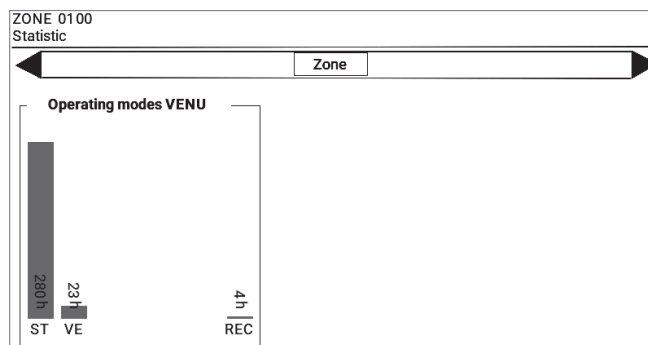 ZONE 0100
Statistic
Zone
Operating modes VENU
280 h
23 h
4 h
ST VE REC